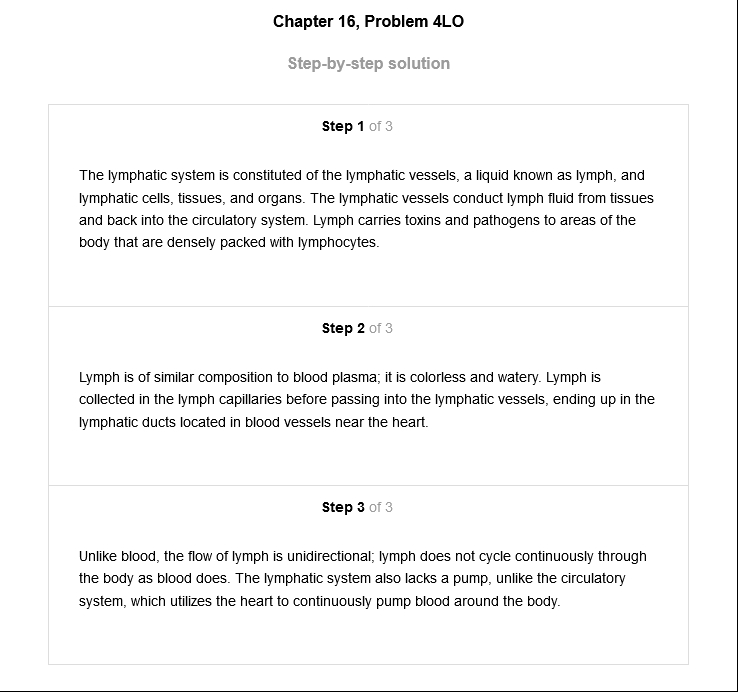 Chapter 16, Problem 4LO
Step-by-step solution
Step 1 of 3
The lymphatic system is constituted of the lymphatic vessels, a liquid known as lymph, and
lymphatic cells, tissues, and organs. The lymphatic vessels conduct lymph fluid from tissues
and back into the circulatory system. Lymph carries toxins and pathogens to areas of the
body that are densely packed with lymphocytes.
Step 2 of 3
Lymph is of similar composition to blood plasma; it is colorless and watery. Lymph is
collected in the lymph capillaries before passing into the lymphatic vessels, ending up in the
lymphatic ducts located in blood vessels near the heart.
Step 3 of 3
Unlike blood, the flow of lymph is unidirectional; lymph does not cycle continuously through
the body as blood does. The lymphatic system also lacks a pump, unlike the circulatory
system, which utilizes the heart to continuously pump blood around the body.